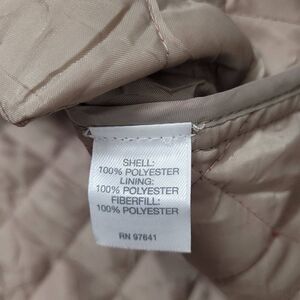 SHELL:
100% POLYESTER
LINING:
100% POLYESTER
FIBERFILL:
100% POLYESTER
RN 97641